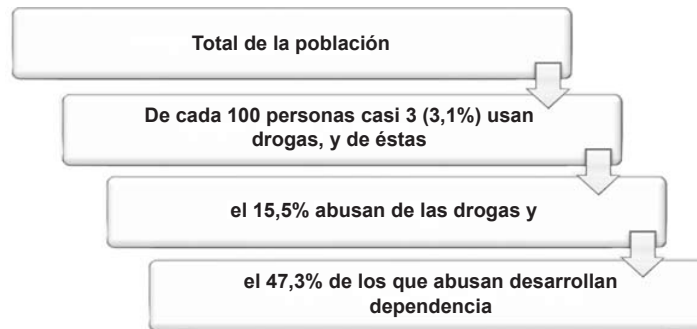 Total de la población
De cada 100 personas casi 3 (3,1%) usan
drogas, y de éstas
el 15,5% abusan de las drogas y
el 47,3% de los que abusan desarrollan
dependencia